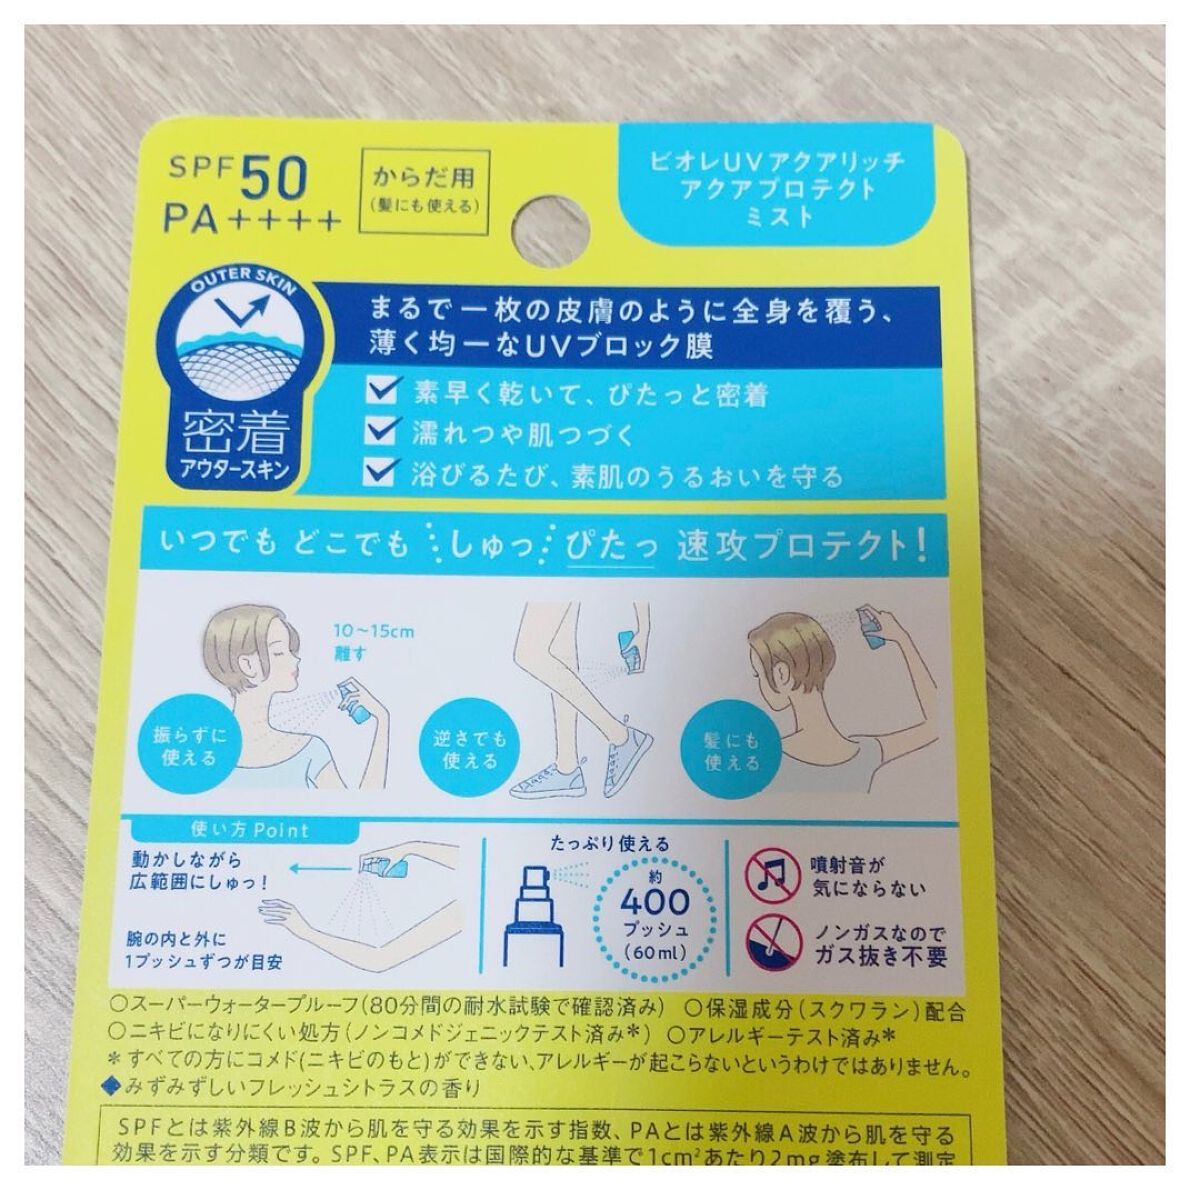 SPF50
PA++++
からだ用
(髪にも使える)
ビオレUVアクアリッチ
アクアプロテクト
ミスト
OUTER SKIN
密着
アウタースキン
まるで一枚の皮膚のように全身を覆う、
薄く均一なUVブロック膜
素早く乾いて、ぴたっと密着
濡れつや肌つづく
浴びるたび、素肌のうるおいを守る
いつでも どこでも しゅっ ぴたっ 速攻プロテクト!
10〜15cm
離す
振らずに
使える
逆さでも
使える
髪にも
使える
使い方Point
動かしながら
広範囲にしゅっ!
腕の内と外に
1プッシュずつが目安
たっぷり使える
約
400
プッシュ
(60ml)
噴射音が
気にならない
ノンガスなので
ガス抜き不要
○スーパーウォータープルーフ(80分間の耐水試験で確認済み) ○保湿成分(スクワラン)配合
○ニキビになりにくい処方(ノンコメドジェニックテスト済み*) ○アレルギーテスト済み*
*すべての方にコメド(ニキビのもと)ができない、アレルギーが起こらないというわけではありません。
◆みずみずしいフレッシュシトラスの香り
SPFとは紫外線B波から肌を守る効果を示す指数、PAとは紫外線A波から肌を守る
効果を示す分類です。SPF、PA表示は国際的な基準で1cm²あたり2mg塗布して測定